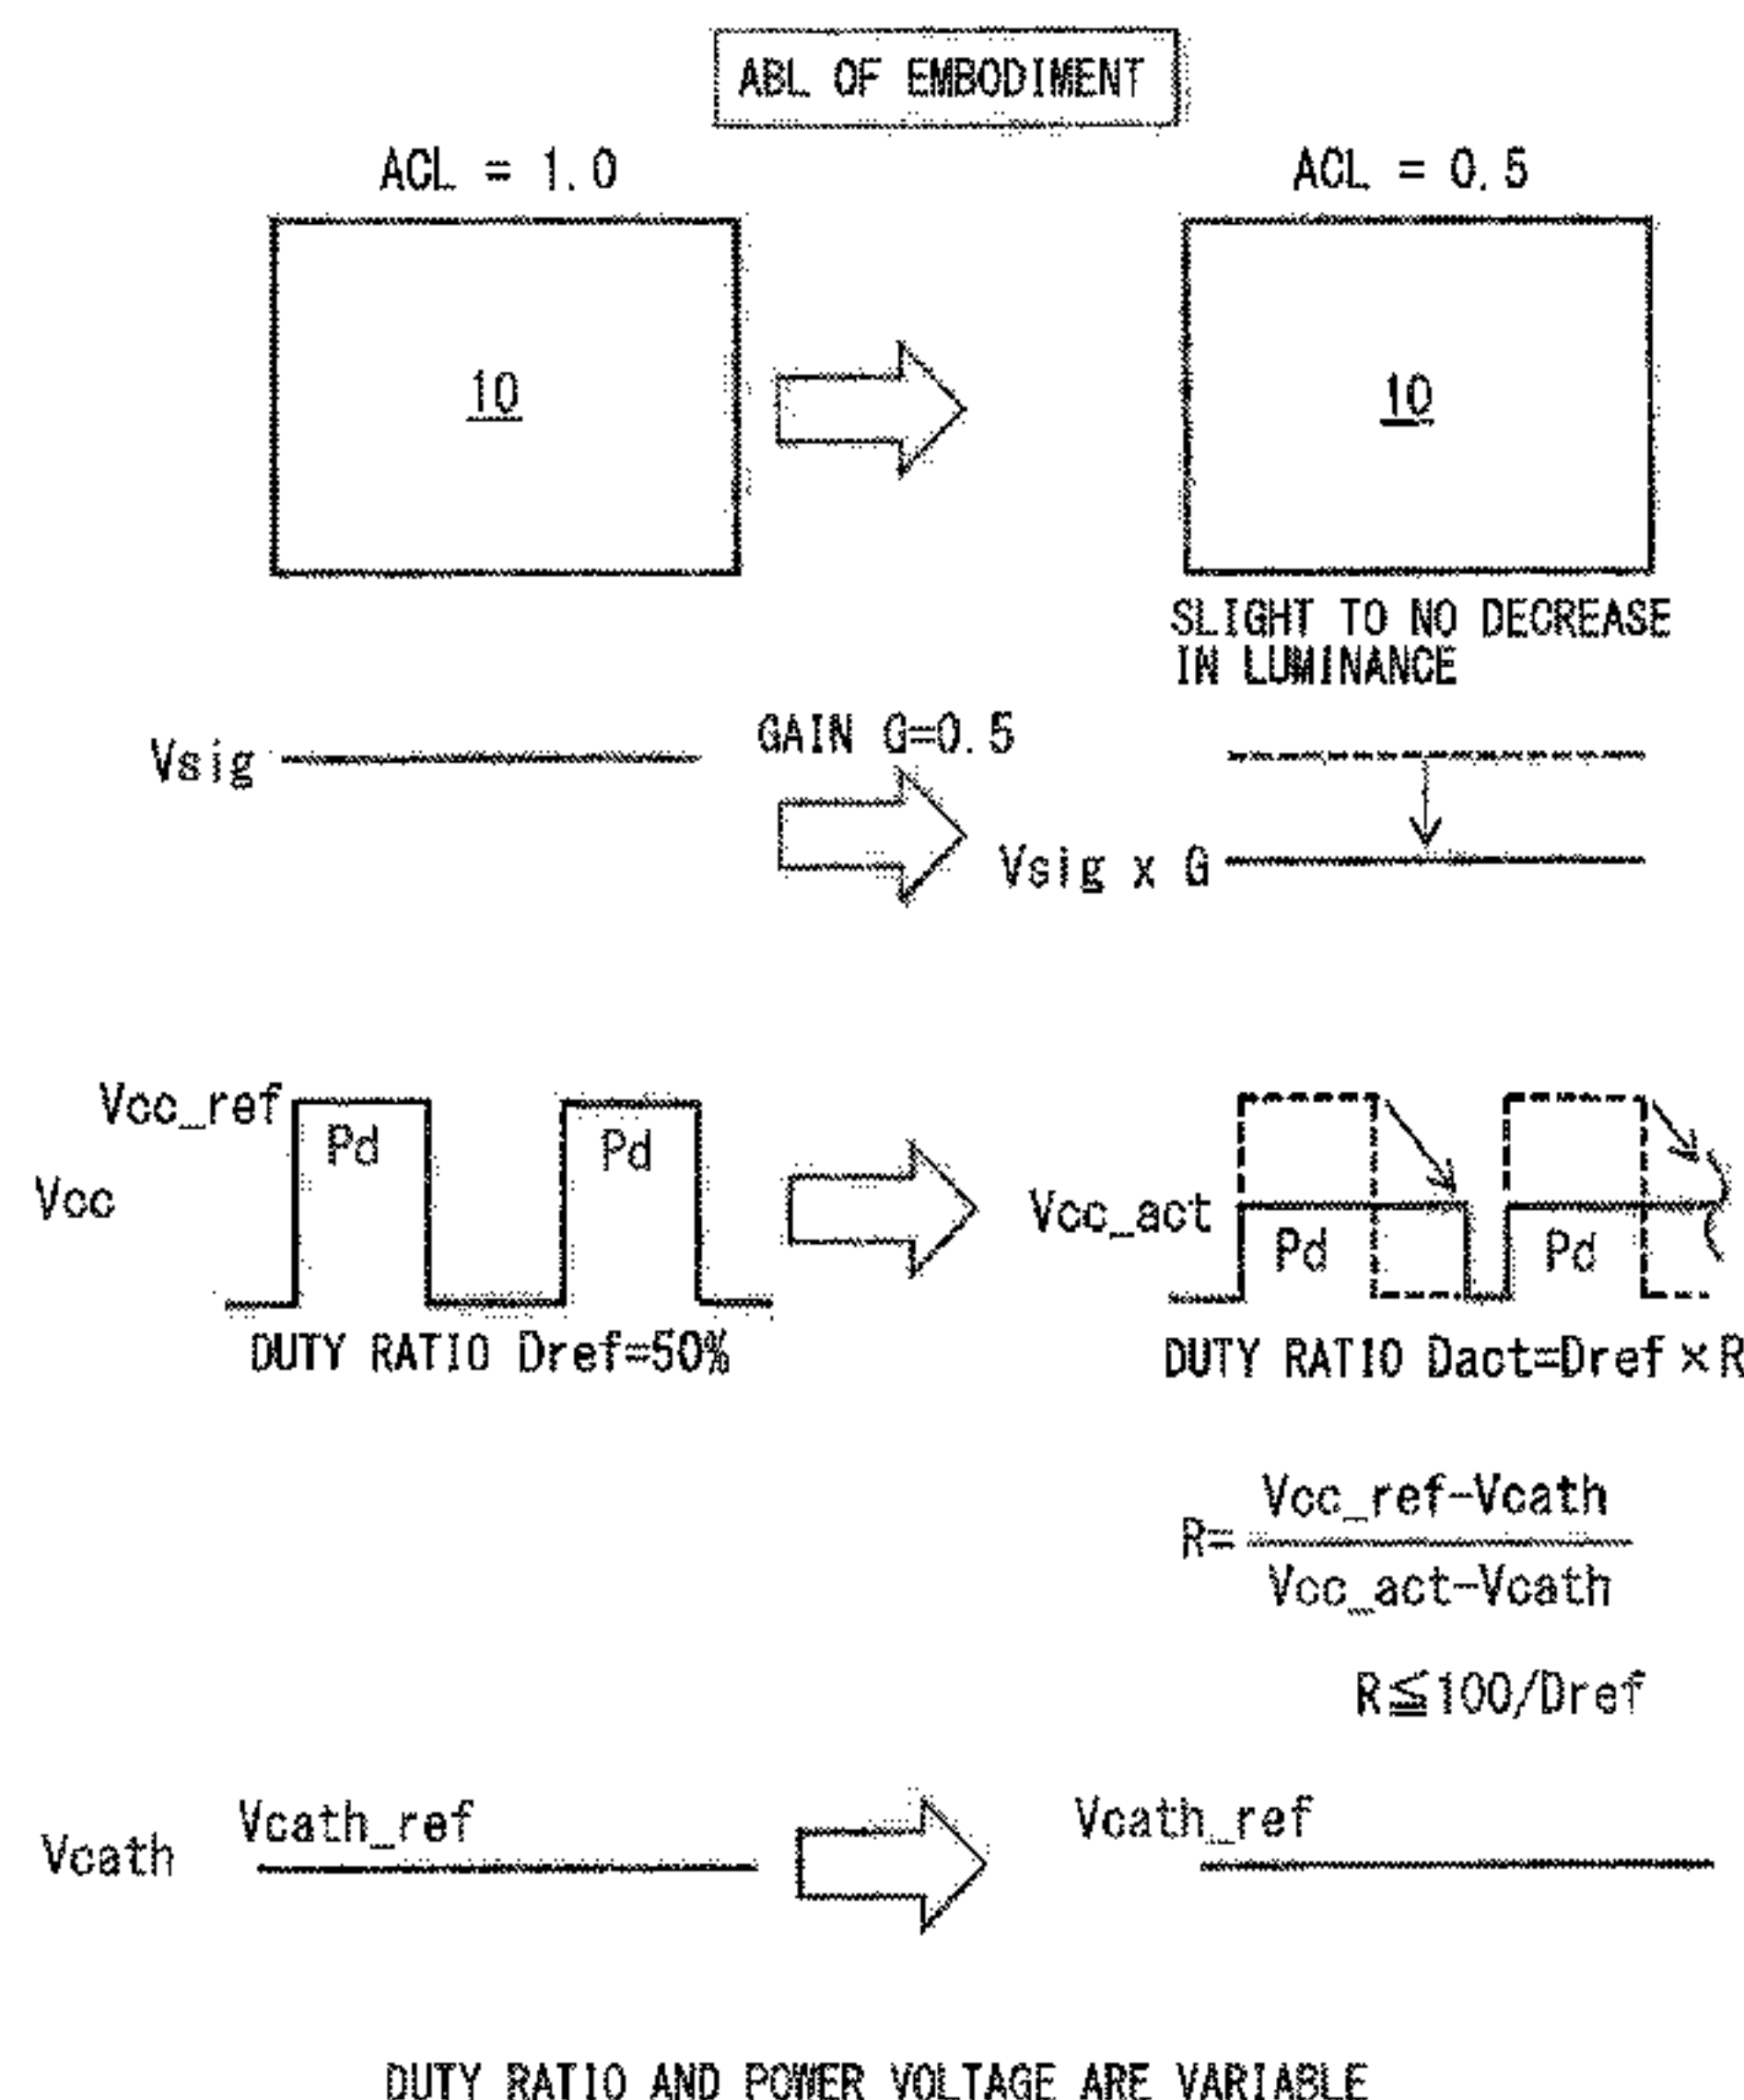 ABL OF EMBODIMENT
ACL = 1.0
ACL = 0.5
10
10
SLIGHT TO NO DECREASE
IN LUMINANCE
Vsig
GAIN G=0.5
Vsig x G
Vcc_ref
Pd
Pd
Vcc
Vcc_act
Pd
Pd
DUTY RATIO Dref=50%
DUTY RATIO Dact=Dref×R
Vcc_ref-Vcath
R=
Vcc_act-Vcath
R≦100/Dref
Vcath
Vcath_ref
Vcath_ref
DUTY RATIO AND POWER VOLTAGE ARE VARIABLE